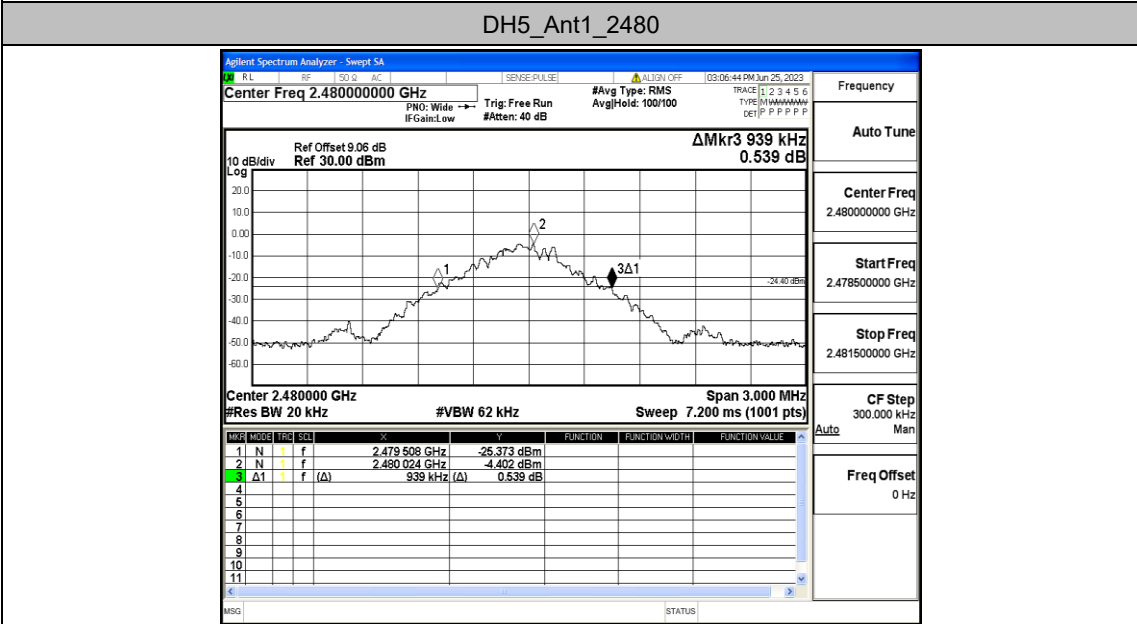 DH5_Ant1_2480
Agilent Spectrum Analyzer - Swept SA
LXI RL RF 50 Ω AC SENSE:PULSE ALIGN OFF 03:06:44 PM Jun 25, 2023
Center Freq 2.480000000 GHz
PNO: Wide
IFGain:Low
Trig: Free Run
#Atten: 40 dB
#Avg Type: RMS
Avg|Hold: 100/100
TRACE 1 2 3 4 5 6
TYPE M WWWWW
DET P P P P P P
Frequency
Auto Tune
Center Freq
2.480000000 GHz
Start Freq
2.478500000 GHz
Stop Freq
2.481500000 GHz
CF Step
300.000 kHz
Auto Man
Freq Offset
0 Hz
ΔMkr3 939 kHz
0.539 dB
Ref Offset 9.06 dB
10 dB/div Ref 30.00 dBm
Log
20.0
10.0
0.00
-10.0
-20.0
-30.0
-40.0
-50.0
-60.0
1
2
3Δ1
-24.40 dBm
Center 2.480000 GHz Span 3.000 MHz
#Res BW 20 kHz #VBW 62 kHz Sweep 7.200 ms (1001 pts)
MKR MODE TRC SCL X Y FUNCTION FUNCTION WIDTH FUNCTION VALUE
1 N 1 f 2.479 508 GHz -25.373 dBm
2 N 1 f 2.480 024 GHz -4.402 dBm
3 Δ1 1 f (Δ) 939 kHz (Δ) 0.539 dB
4
5
6
7
8
9
10
11
MSG STATUS